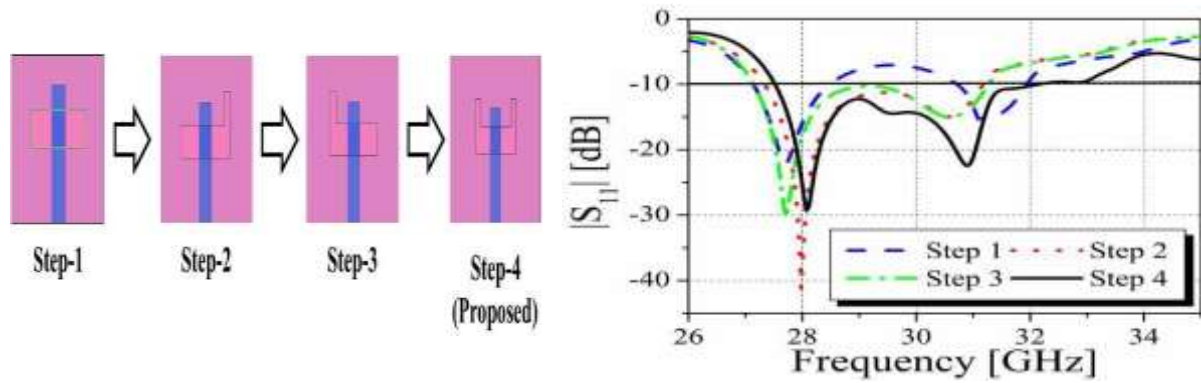 Step-1
Step-2
Step-3
Step-4
(Proposed)
|S11| [dB]
0
-10
-20
-30
-40
Step 1
Step 2
Step 3
Step 4
26
28
30
32
34
Frequency [GHz]